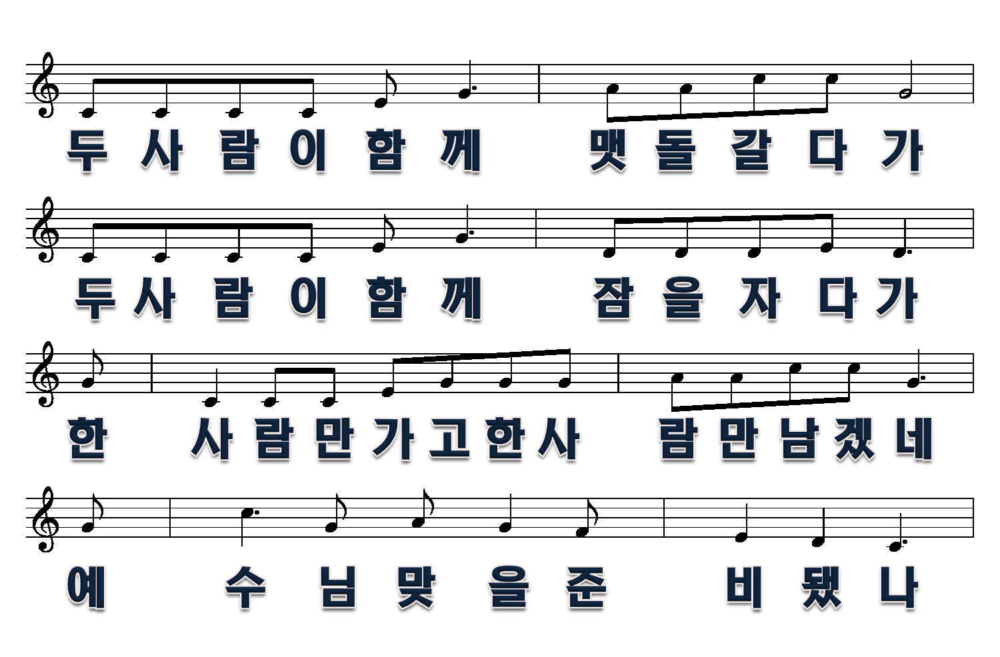 두 사 람 이 함 께 맷 돌 갈 다 가
두 사 람 이 함 께 잠 을 자 다 가
한 사 람 만 가 고 한 사 람 만 남 겠 네
예 수 님 맞 을 준 비 됐 나